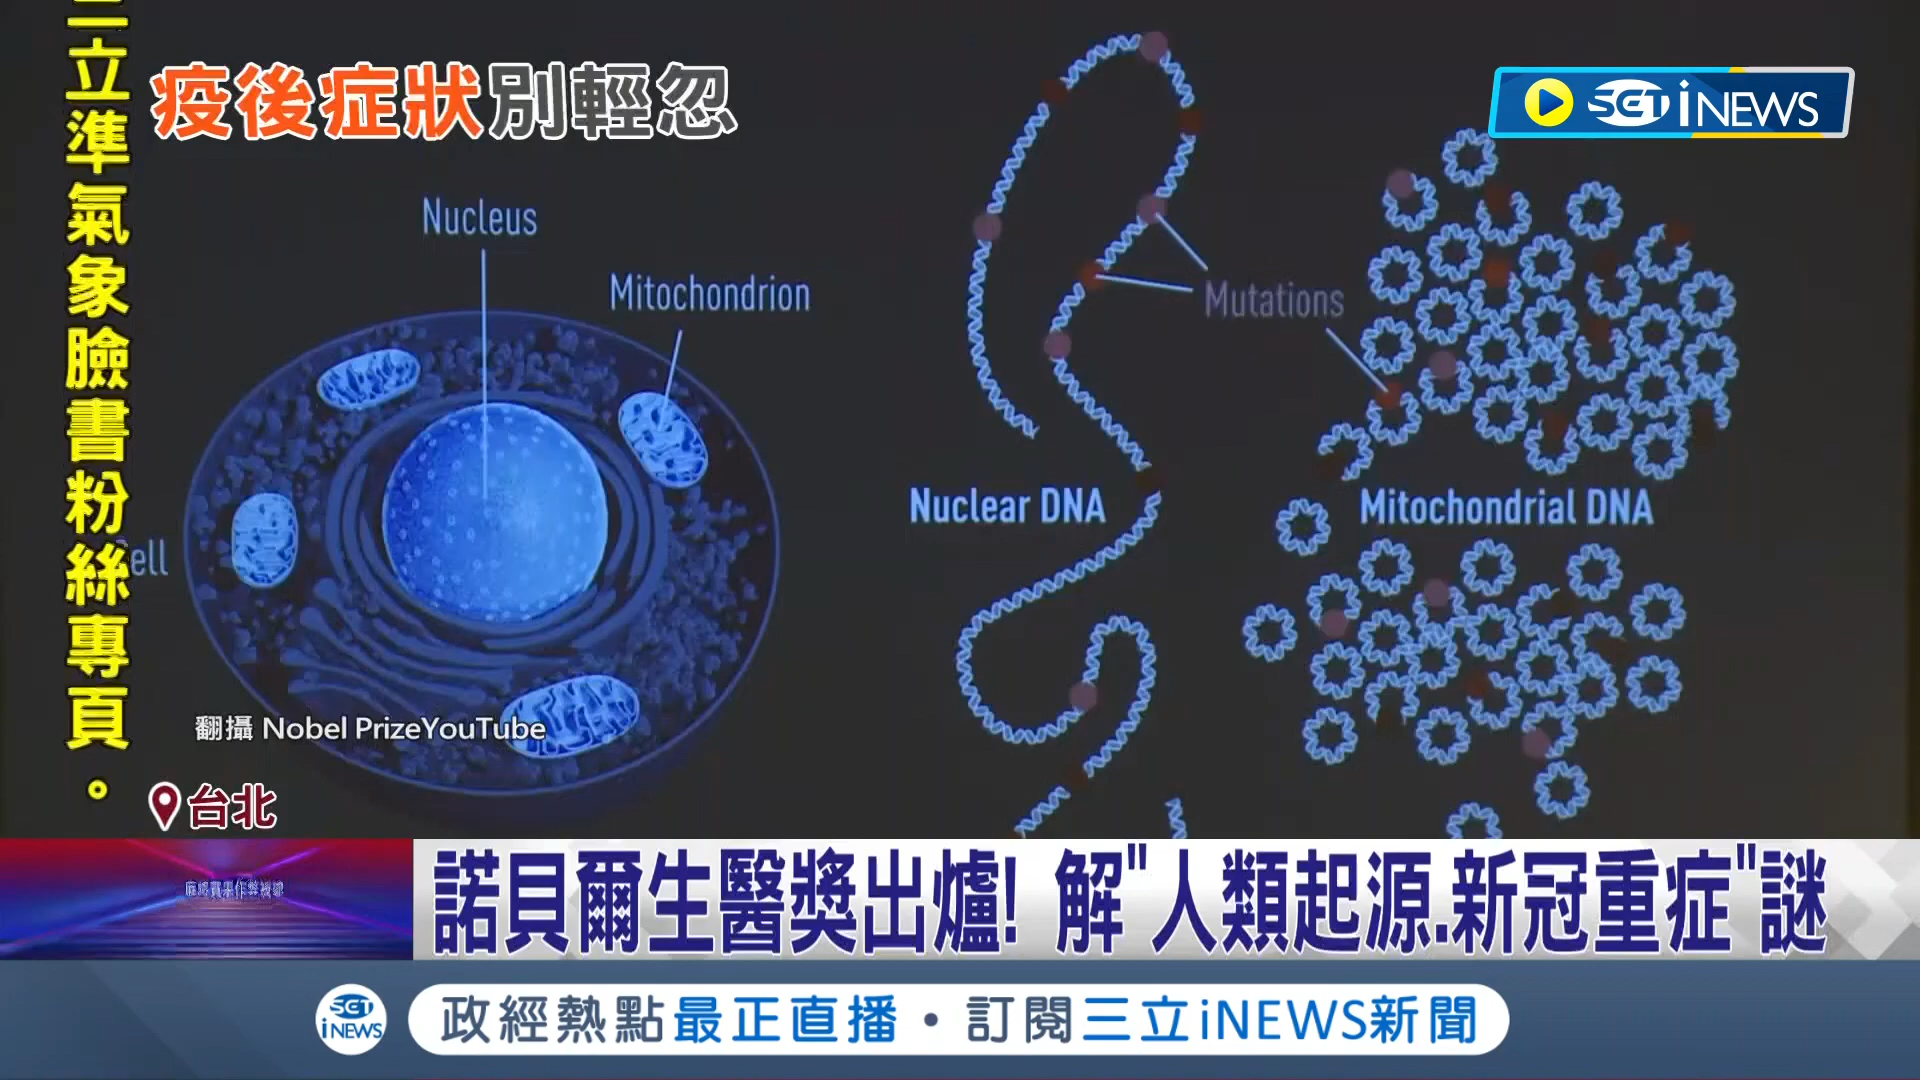 三立準氣象臉書粉絲專頁。
疫後症狀別輕忽
SET iNEWS
Nucleus
Mitochondrion
Mutations
Nuclear DNA
Mitochondrial DNA
ell
翻攝 Nobel PrizeYouTube
台北
諾貝爾生醫獎出爐! 解"人類起源.新冠重症"謎
SET iNEWS
政經熱點最正直播・訂閱三立iNEWS新聞